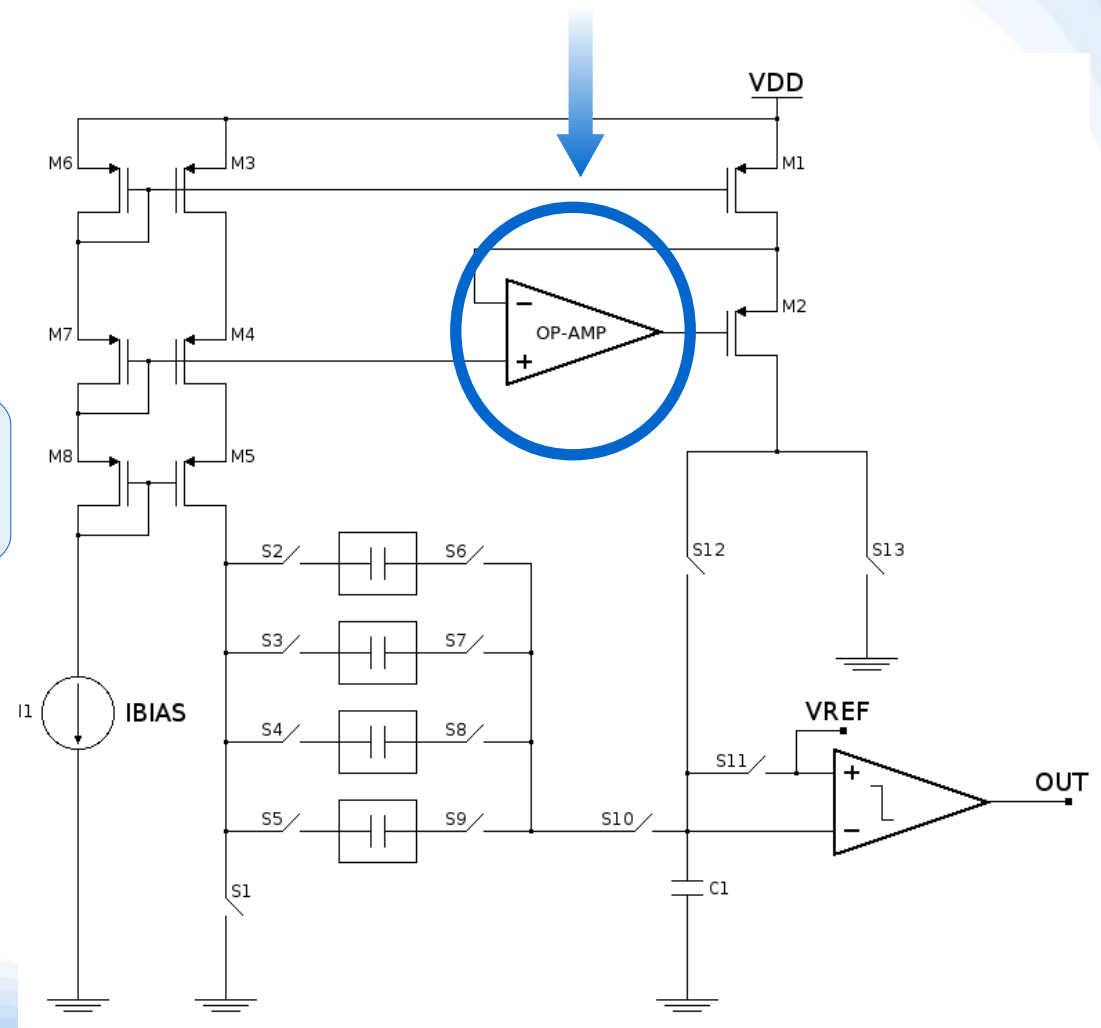 VDD
M6
M3
M1
M7
M4
M2
−
OP-AMP
+
M8
M5
S2
S6
S12
S13
S3
S7
I1
IBIAS
VREF
S4
S8
S11
+
OUT
S5
S9
S10
−
S1
C1